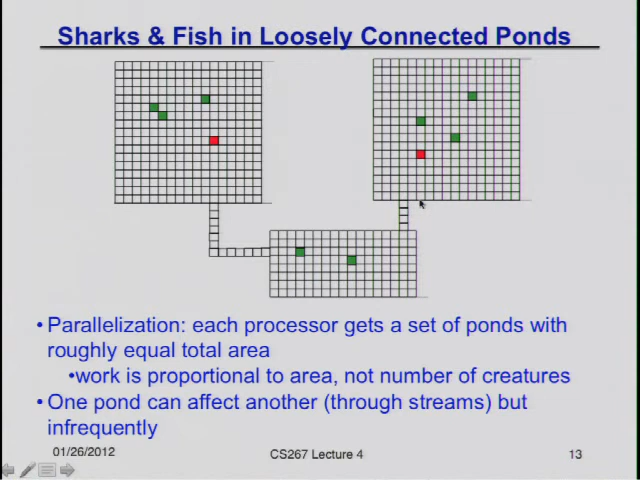 Sharks & Fish in Loosely Connected Ponds
• Parallelization: each processor gets a set of ponds with
roughly equal total area
•work is proportional to area, not number of creatures
• One pond can affect another (through streams) but
infrequently
01/26/2012
CS267 Lecture 4
13